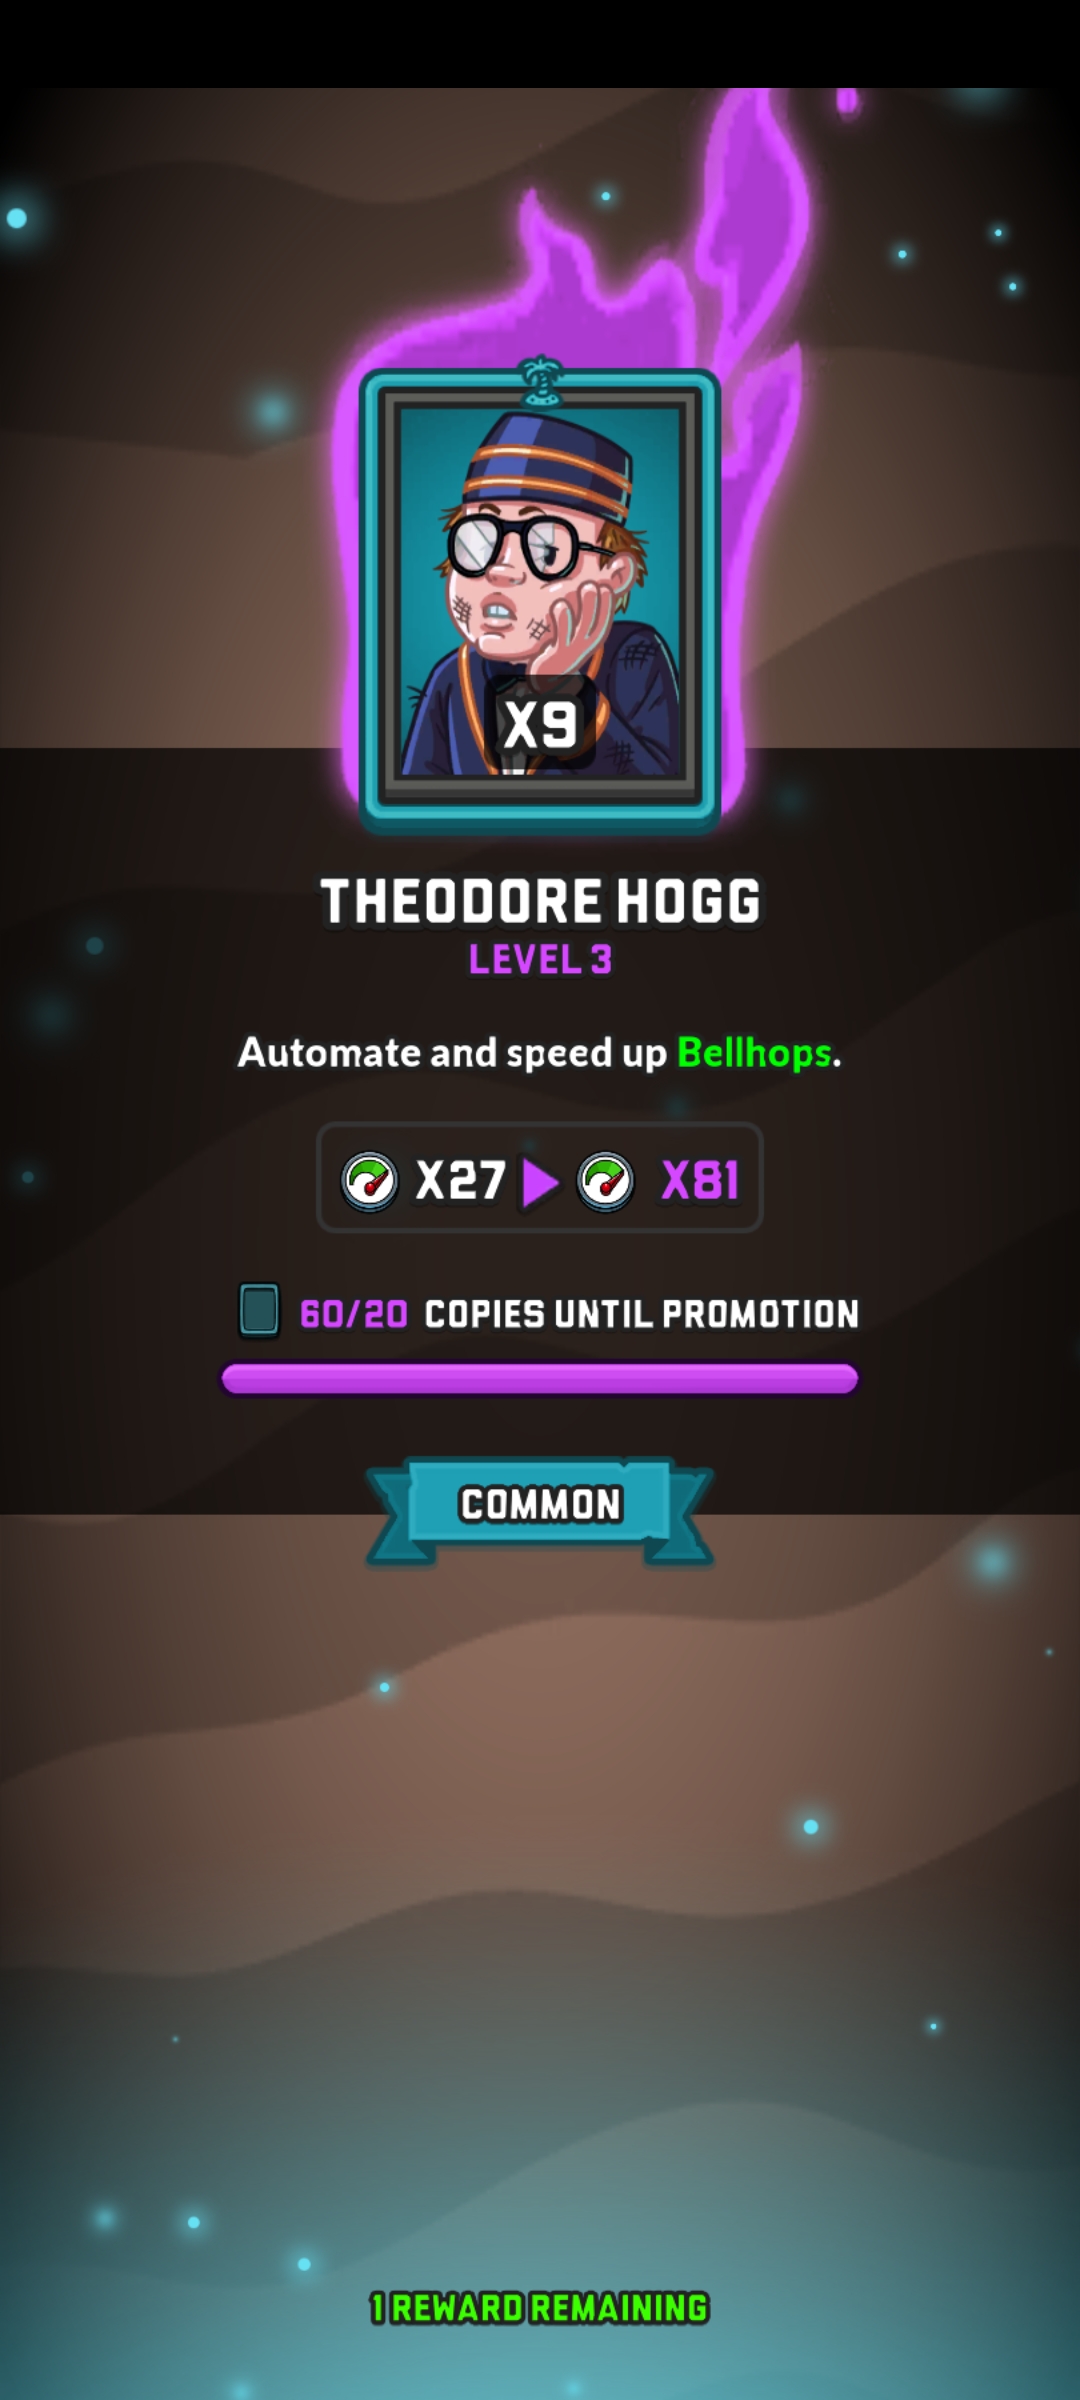 X9
THEODORE HOGG
LEVEL 3
Automate and speed up Bellhops.
X27 X81
60/20 COPIES UNTIL PROMOTION
COMMON
1 REWARD REMAINING